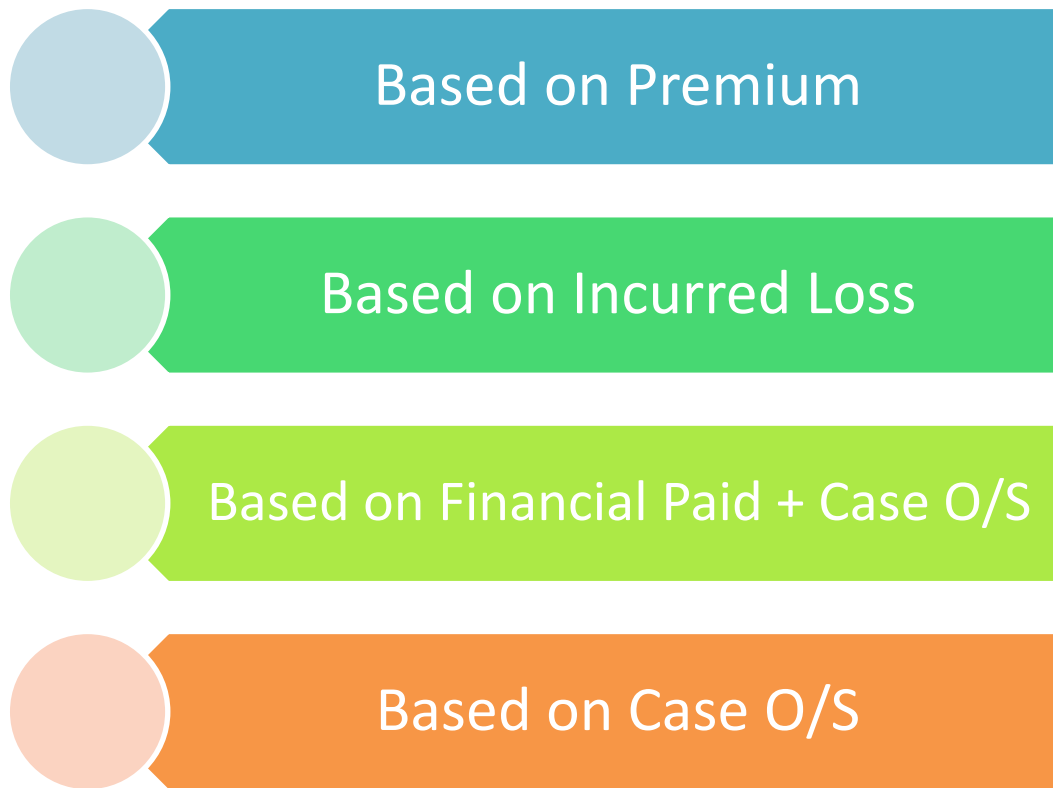 Based on Premium
Based on Incurred Loss
Based on Financial Paid + Case O/S
Based on Case O/S